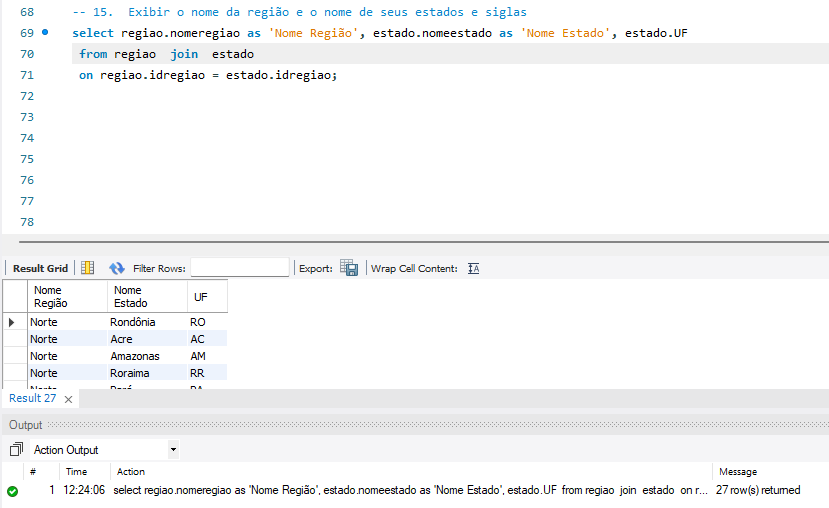 68 -- 15.  Exibir o nome da região e o nome de seus estados e siglas
69 select regiao.nomeregiao as 'Nome Região', estado.nomeestado as 'Nome Estado', estado.UF
70 from regiao  join  estado
71 on regiao.idregiao = estado.idregiao;
72
73
74
75
76
77
78
Result Grid Filter Rows: Export: Wrap Cell Content:
Nome Região Nome Estado UF
Norte Rondônia RO
Norte Acre AC
Norte Amazonas AM
Norte Roraima RR
Norte Pará PA
Result 27
Output
Action Output
# Time Action Message
1 12:24:06 select regiao.nomeregiao as 'Nome Região', estado.nomeestado as 'Nome Estado', estado.UF  from regiao  join  estado  on r... 27 row(s) returned